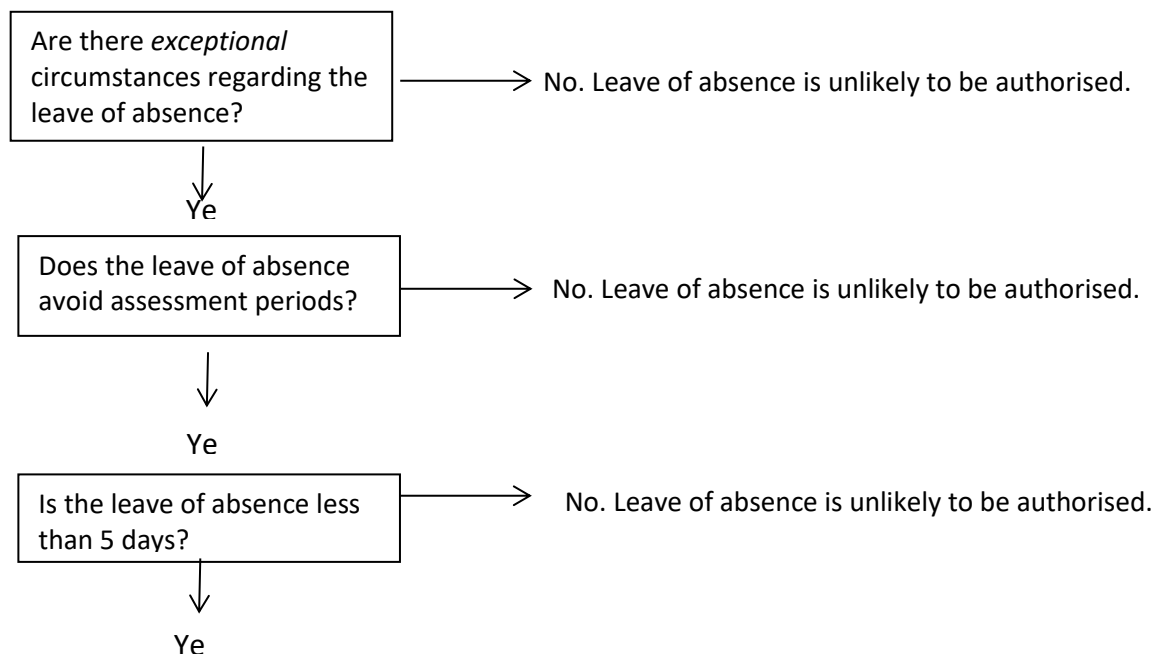 Are there exceptional
circumstances regarding the
leave of absence?
No. Leave of absence is unlikely to be authorised.
Ye
Does the leave of absence
avoid assessment periods?
No. Leave of absence is unlikely to be authorised.
Ye
Is the leave of absence less
than 5 days?
No. Leave of absence is unlikely to be authorised.
Ye